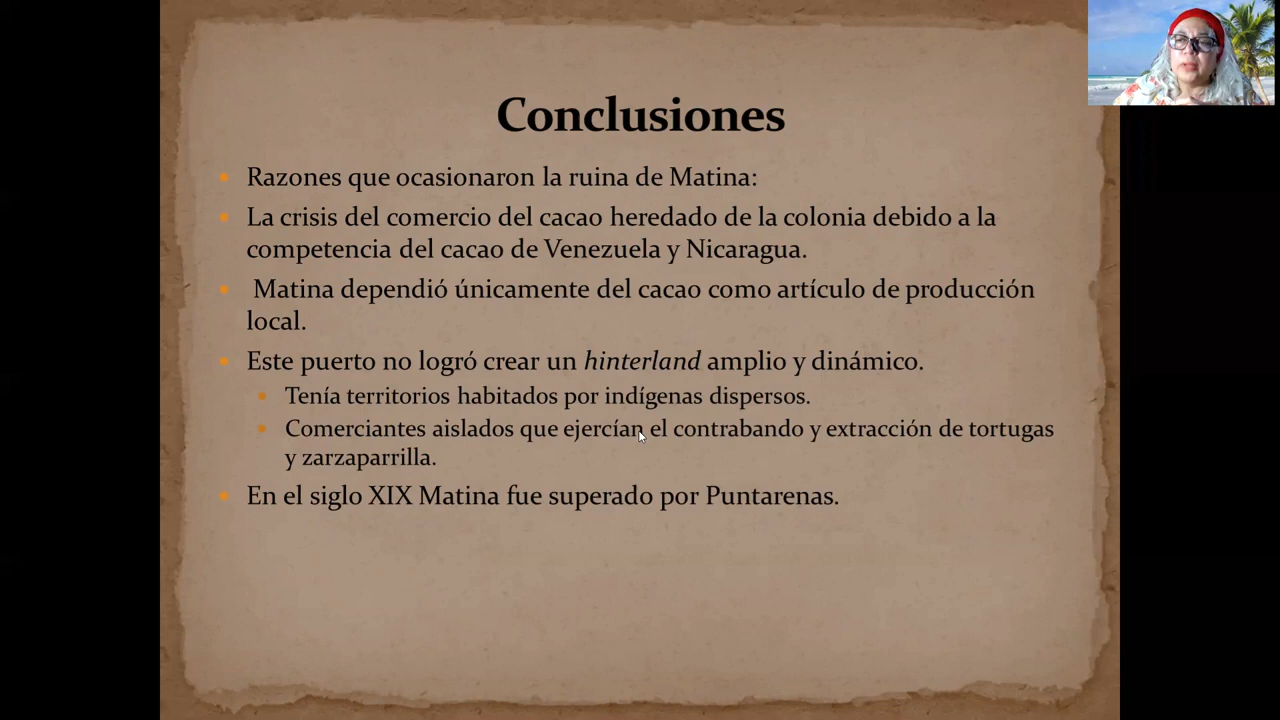 Conclusiones
Razones que ocasionaron la ruina de Matina:
La crisis del comercio del cacao heredado de la colonia debido a la
competencia del cacao de Venezuela y Nicaragua.
Matina dependió únicamente del cacao como artículo de producción
local.
Este puerto no logró crear un hinterland amplio y dinámico.
Tenía territorios habitados por indígenas dispersos.
Comerciantes aislados que ejercían el contrabando y extracción de tortugas
y zarzaparrilla.
En el siglo XIX Matina fue superado por Puntarenas.